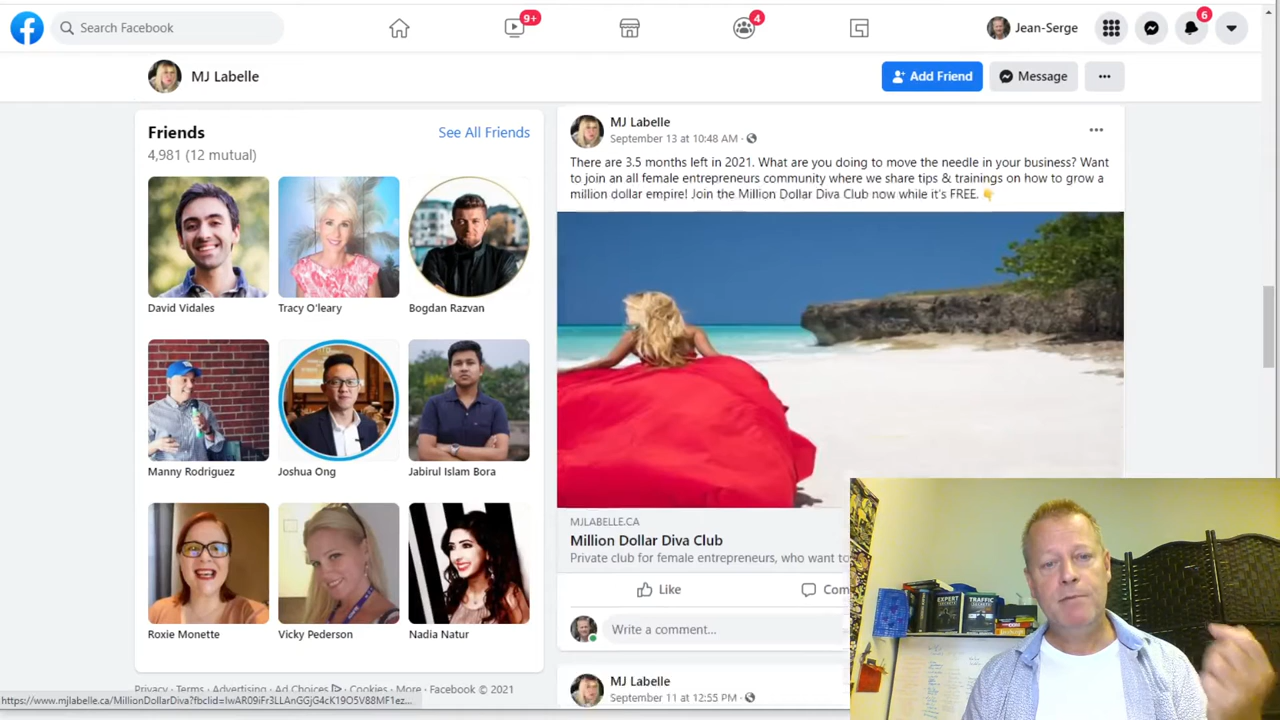 Search Facebook
9+
4
Jean-Serge
6
MJ Labelle
Add Friend
Message
Friends
See All Friends
4,981 (12 mutual)
David Vidales
Tracy O'leary
Bogdan Razvan
Manny Rodriguez
Joshua Ong
Jabirul Islam Bora
Roxie Monette
Vicky Pederson
Nadia Natur
Privacy · Terms · Advertising · Ad Choices · Cookies · More · Facebook © 2021
MJ Labelle
September 13 at 10:48 AM ·
There are 3.5 months left in 2021. What are you doing to move the needle in your business? Want
to join an all female entrepreneurs community where we share tips & trainings on how to grow a
million dollar empire! Join the Million Dollar Diva Club now while it's FREE. 👇
MJLABELLE.CA
Million Dollar Diva Club
Private club for female entrepreneurs, who want to
Like
Com
Write a comment...
MJ Labelle
September 11 at 12:55 PM ·
EXPERT
SECRETS
TRAFFIC
SECRETS